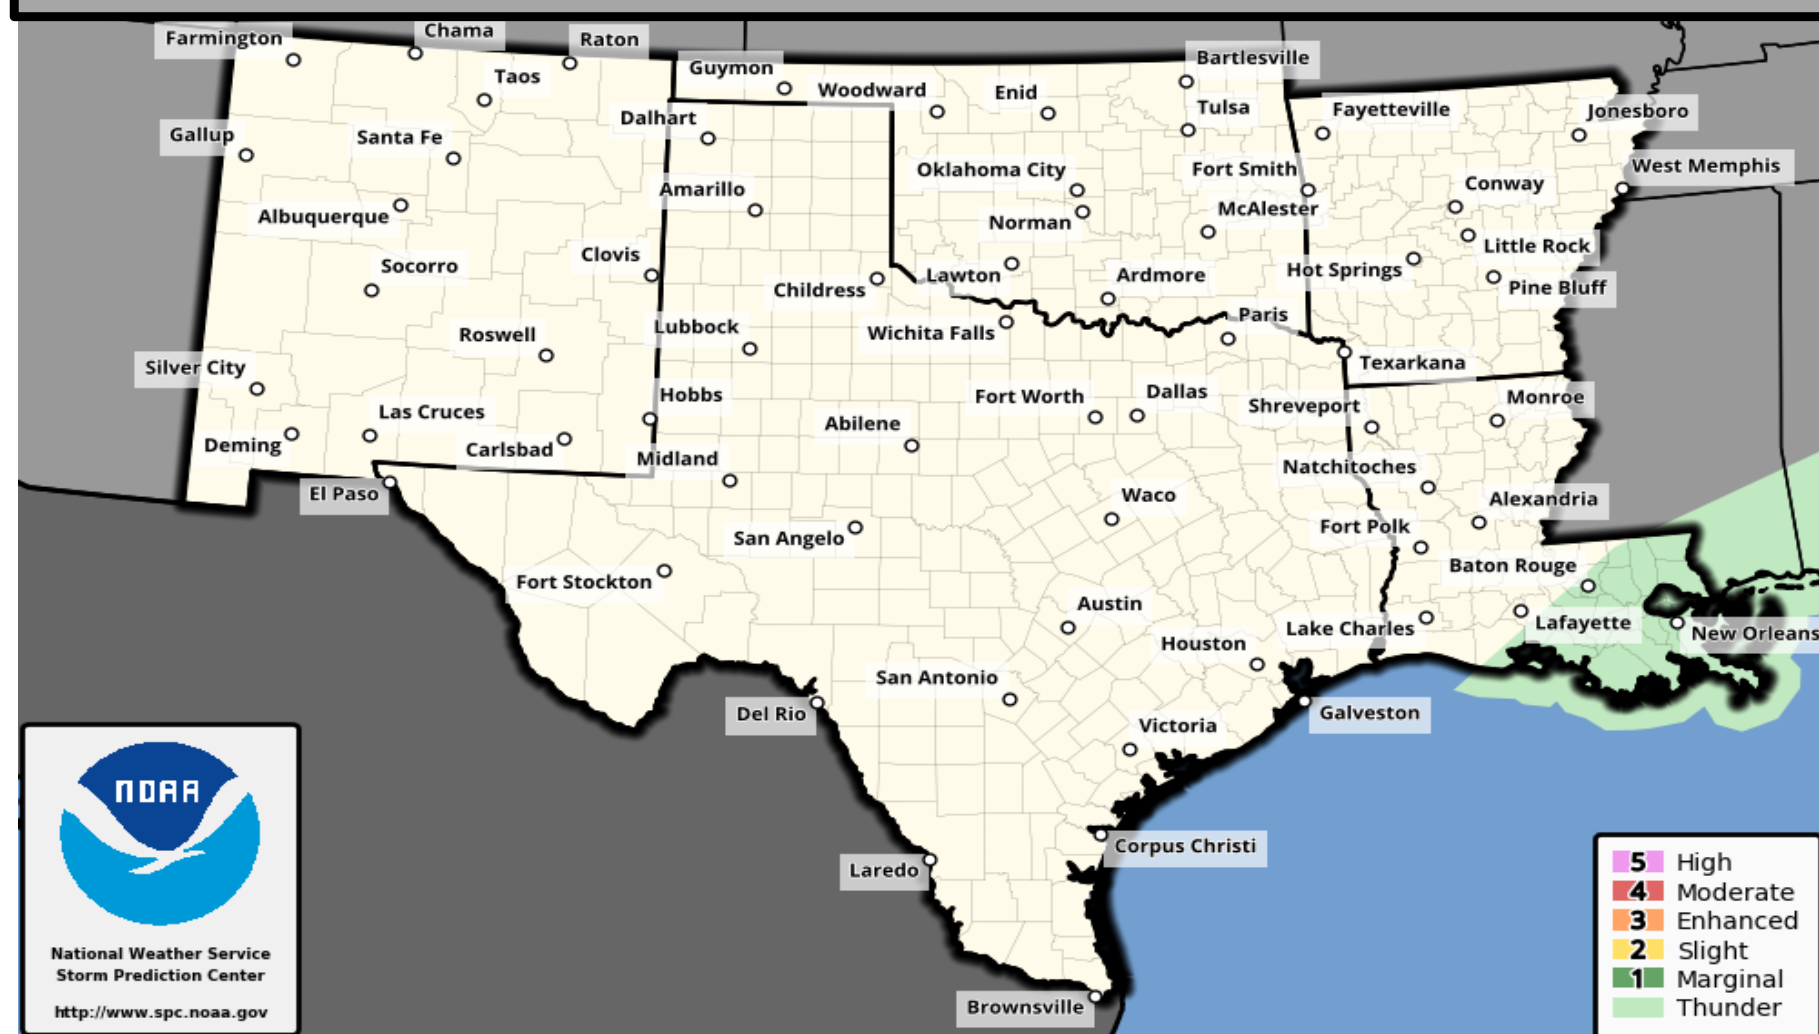 Farmington
Chama
Raton
Taos
Guymon
Woodward
Enid
Bartlesville
Tulsa
Fayetteville
Jonesboro
Gallup
Santa Fe
Dalhart
Oklahoma City
Fort Smith
West Memphis
Amarillo
Conway
Albuquerque
Norman
McAlester
Little Rock
Socorro
Clovis
Childress
Lawton
Ardmore
Hot Springs
Pine Bluff
Roswell
Lubbock
Wichita Falls
Paris
Texarkana
Silver City
Las Cruces
Hobbs
Abilene
Fort Worth
Dallas
Shreveport
Monroe
Deming
Carlsbad
Midland
Natchitoches
El Paso
San Angelo
Waco
Alexandria
Fort Polk
Fort Stockton
Baton Rouge
Austin
Houston
Lake Charles
Lafayette
New Orleans
San Antonio
Del Rio
Victoria
Galveston
Corpus Christi
Laredo
Brownsville
NOAA
National Weather Service
Storm Prediction Center
http://www.spc.noaa.gov
5 High
4 Moderate
3 Enhanced
2 Slight
1 Marginal
Thunder